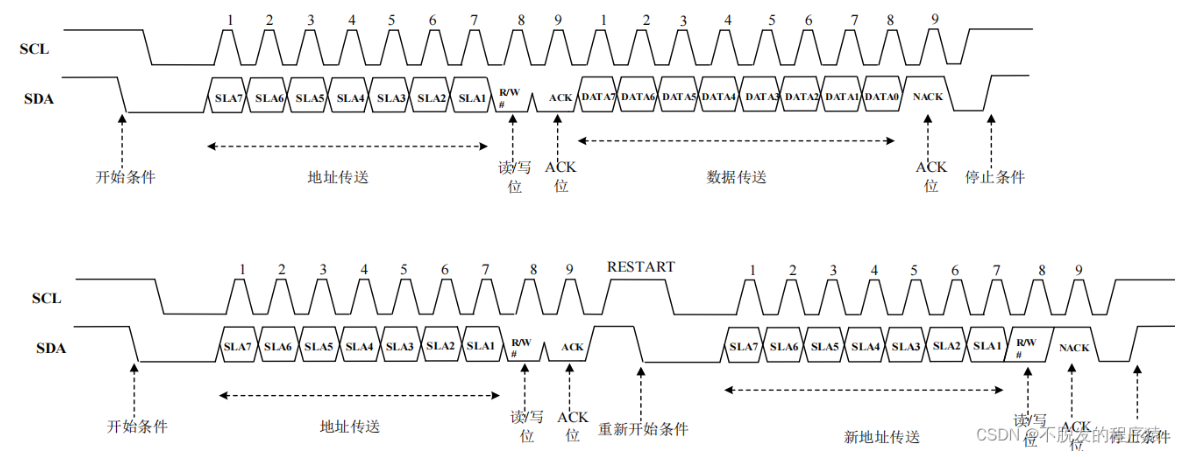 1 2 3 4 5 6 7 8 9 1 2 3 4 5 6 7 8 9
SCL
SDA SLA7 SLA6 SLA5 SLA4 SLA3 SLA2 SLA1 R/W# ACK DATA7 DATA6 DATA5 DATA4 DATA3 DATA2 DATA1 DATA0 NACK
开始条件 地址传送 读/写位 ACK位 数据传送 ACK位 停止条件
1 2 3 4 5 6 7 8 9 RESTART 1 2 3 4 5 6 7 8 9
SCL
SDA SLA7 SLA6 SLA5 SLA4 SLA3 SLA2 SLA1 R/W# ACK SLA7 SLA6 SLA5 SLA4 SLA3 SLA2 SLA1 R/W# NACK
开始条件 地址传送 读/写位 ACK位 重新开始条件 新地址传送 读/写位 ACK位 停止条件
CSDN @不脱发的程序猿